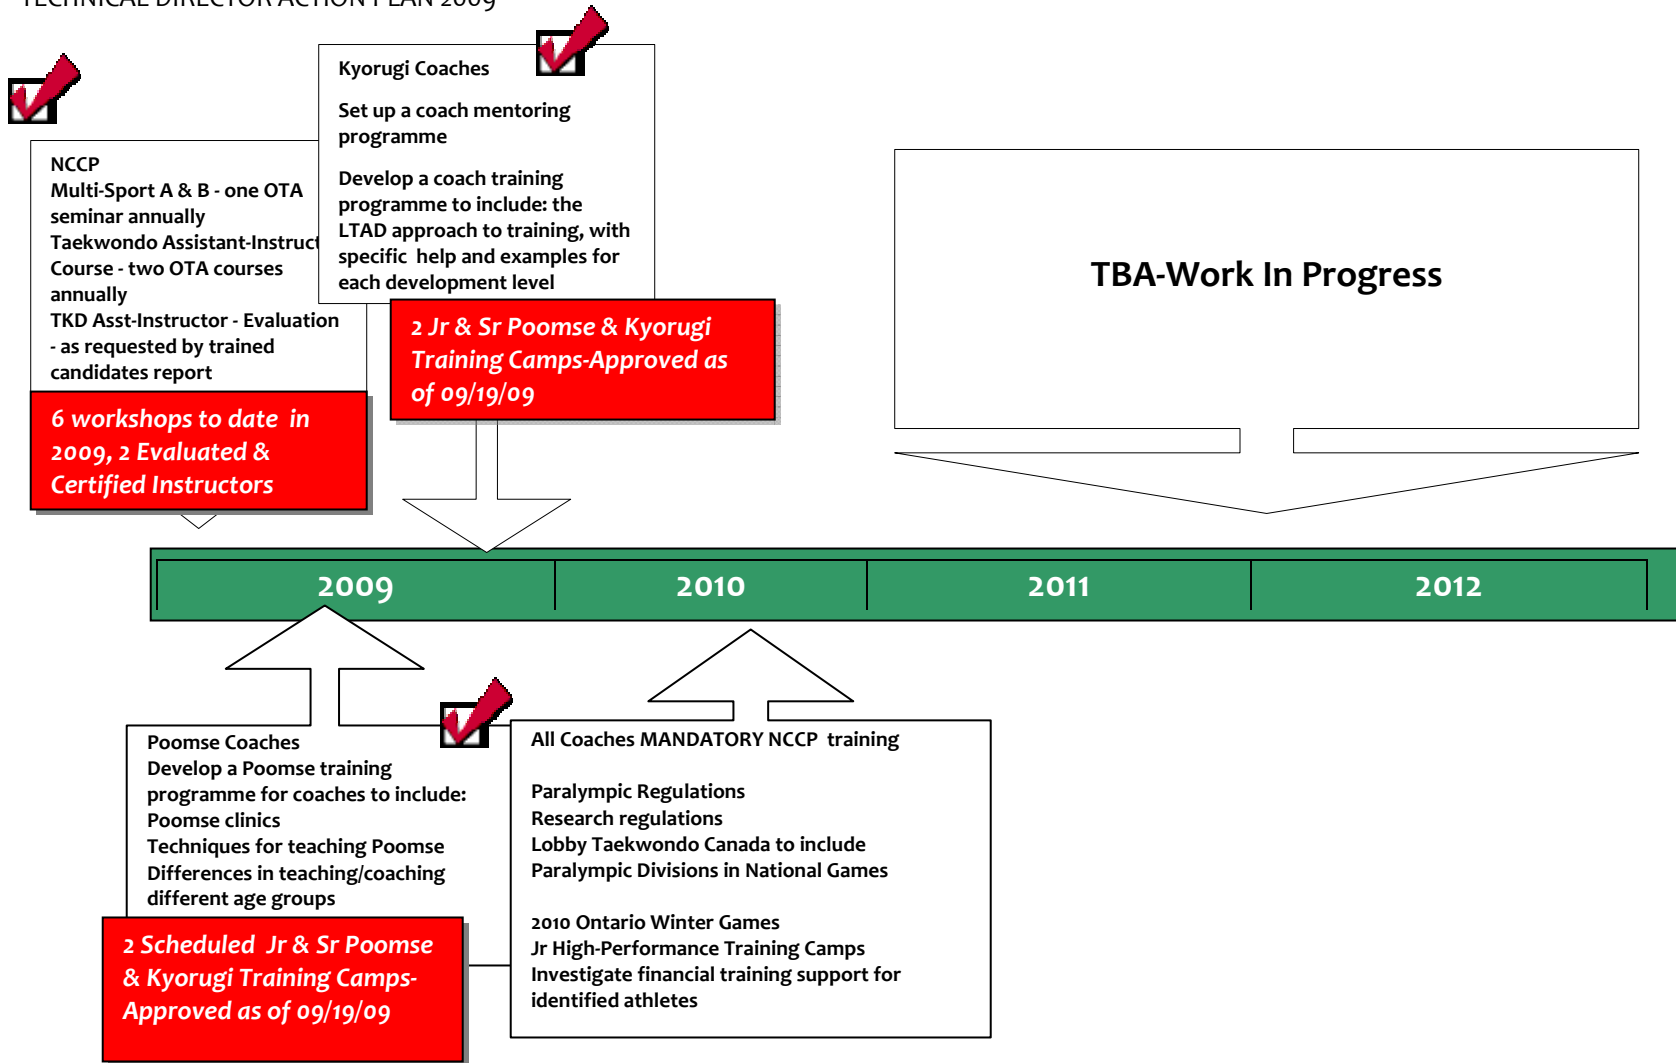 TECHNICAL DIRECTOR ACTION PLAN 2009
Kyorugi Coaches
Set up a coach mentoring
programme
Develop a coach training
programme to include: the
LTAD approach to training, with
specific help and examples for
each development level
2 Jr & Sr Poomse & Kyorugi
Training Camps-Approved as
of 09/19/09
NCCP
Multi-Sport A & B - one OTA
seminar annually
Taekwondo Assistant-Instruct
Course - two OTA courses
annually
TKD Asst-Instructor - Evaluation
- as requested by trained
candidates report
6 workshops to date in
2009, 2 Evaluated &
Certified Instructors
TBA-Work In Progress
2009
2010
2011
2012
Poomse Coaches
Develop a Poomse training
programme for coaches to include:
Poomse clinics
Techniques for teaching Poomse
Differences in teaching/coaching
different age groups
2 Scheduled Jr & Sr Poomse
& Kyorugi Training Camps-
Approved as of 09/19/09
All Coaches MANDATORY NCCP training
Paralympic Regulations
Research regulations
Lobby Taekwondo Canada to include
Paralympic Divisions in National Games
2010 Ontario Winter Games
Jr High-Performance Training Camps
Investigate financial training support for
identified athletes